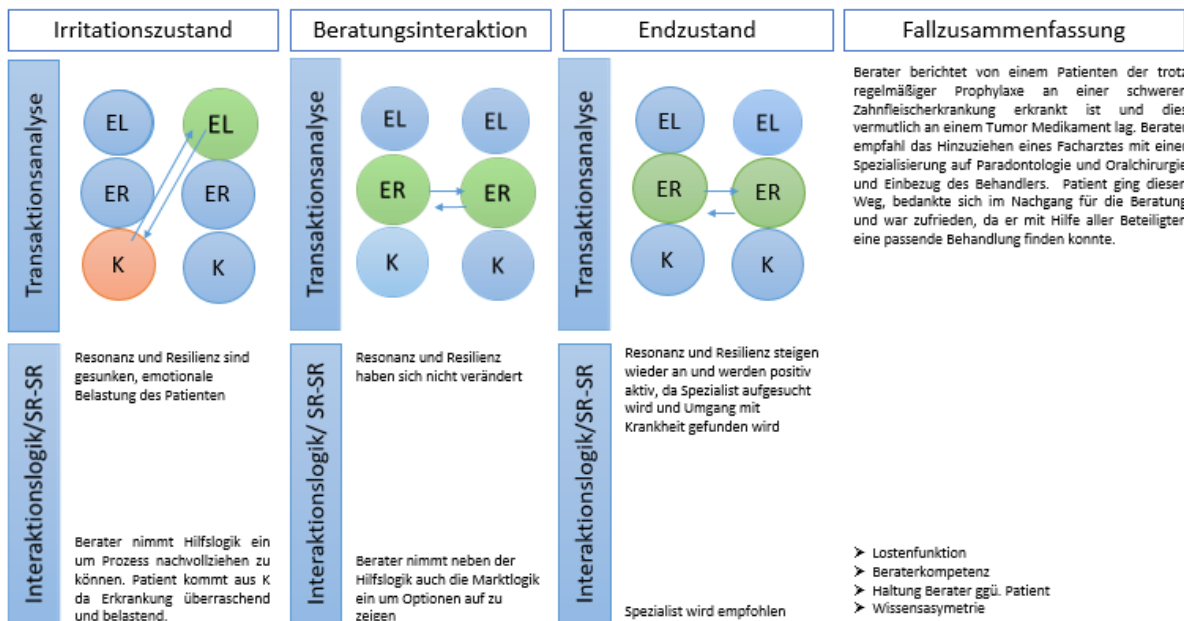 Irritationszustand
Beratungsinteraktion
Endzustand
Fallzusammenfassung
Transaktionsanalyse
EL
EL
ER
ER
K
K
Transaktionsanalyse
EL
EL
ER
ER
K
K
Transaktionsanalyse
EL
EL
ER
ER
K
K
Berater berichtet von einem Patienten der trotz
regelmäßiger Prophylaxe an einer schweren
Zahnfleischerkrankung erkrankt ist und dies
vermutlich an einem Tumor Medikament lag. Berater
empfahl das Hinzuziehen eines Facharztes mit einer
Spezialisierung auf Paradontologie und Oralchirurgie
und Einbezug des Behandlers. Patient ging diesen
Weg, bedankte sich im Nachgang für die Beratung
und war zufrieden, da er mit Hilfe aller Beteiligten
eine passende Behandlung finden konnte.
Interaktionslogik/SR-SR
Resonanz und Resilienz sind
gesunken, emotionale
Belastung des Patienten
Berater nimmt Hilfslogik ein
um Prozess nachvollziehen zu
können. Patient kommt aus K
da Erkrankung überraschend
und belastend.
Interaktionslogik/ SR-SR
Resonanz und Resilienz
haben sich nicht verändert
Berater nimmt neben der
Hilfslogik auch die Marktlogik
ein um Optionen auf zu
zeigen
Interaktionslogik/SR-SR
Resonanz und Resilienz steigen
wieder an und werden positiv
aktiv, da Spezialist aufgesucht
wird und Umgang mit
Krankheit gefunden wird
Spezialist wird empfohlen
➤ Lostenfunktion
➤ Beraterkompetenz
➤ Haltung Berater ggü. Patient
➤ Wissensasymetrie